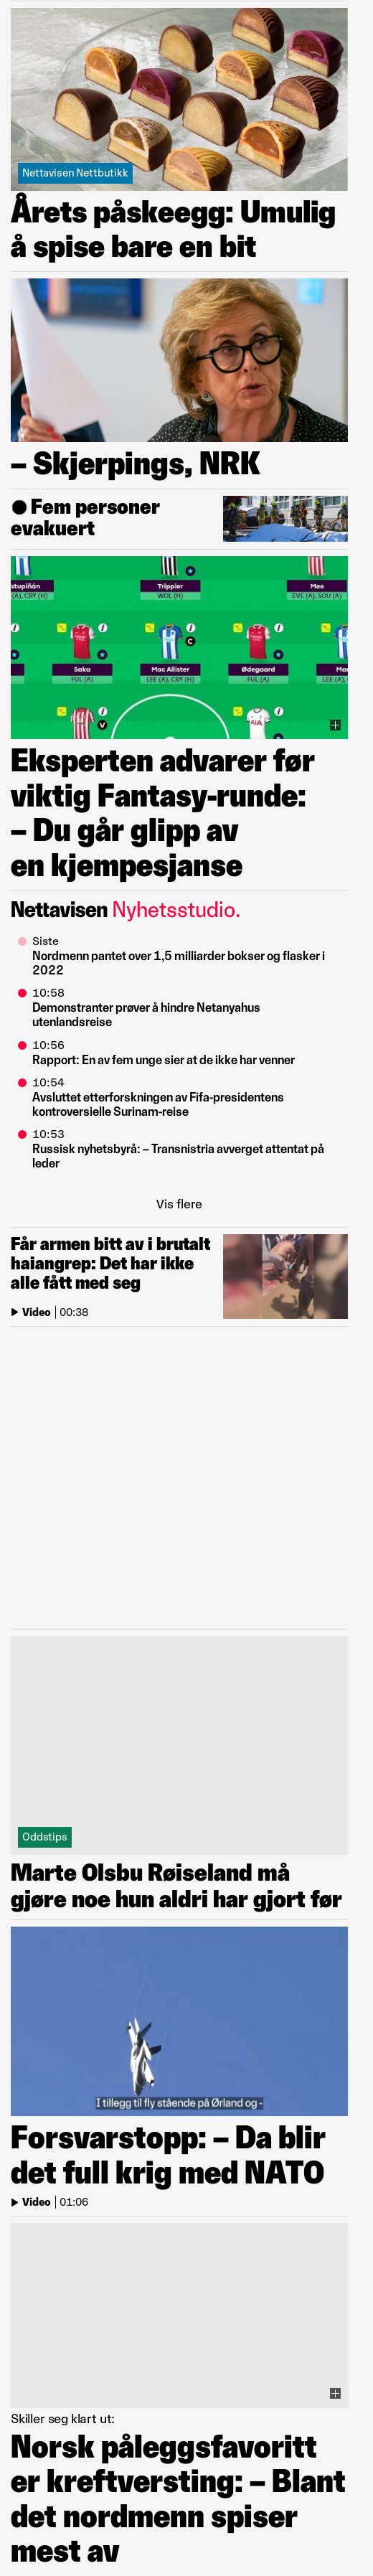 Nettavisen Nettbutikk
Årets påskeegg: Umulig
å spise bare en bit
– Skjerpings, NRK
Fem personer
evakuert
stupiñán
Trippier
Mee
(A), CRY (H)
WOL (H)
EVE (A), SOU (A)
Saka
Mac Allister
Ødegaard
FUL (A)
LEE (A), CRY (H)
FUL (A)
LEE (A),
C
V
Eksperten advarer før
viktig Fantasy-runde:
– Du går glipp av
en kjempesjanse
Nettavisen Nyhetsstudio.
Siste
Nordmenn pantet over 1,5 milliarder bokser og flasker i
2022
10:58
Demonstranter prøver å hindre Netanyahus
utenlandsreise
10:56
Rapport: En av fem unge sier at de ikke har venner
10:54
Avsluttet etterforskningen av Fifa-presidentens
kontroversielle Surinam-reise
10:53
Russisk nyhetsbyrå: – Transnistria avverget attentat på
leder
Vis flere
Får armen bitt av i brutalt
haiangrep: Det har ikke
alle fått med seg
Video | 00:38
Oddstips
Marte Olsbu Røiseland må
gjøre noe hun aldri har gjort før
I tillegg til fly stående på Ørland og -
Forsvarstopp: – Da blir
det full krig med NATO
Video | 01:06
Skiller seg klart ut:
Norsk påleggsfavoritt
er kreftversting: – Blant
det nordmenn spiser
mest av